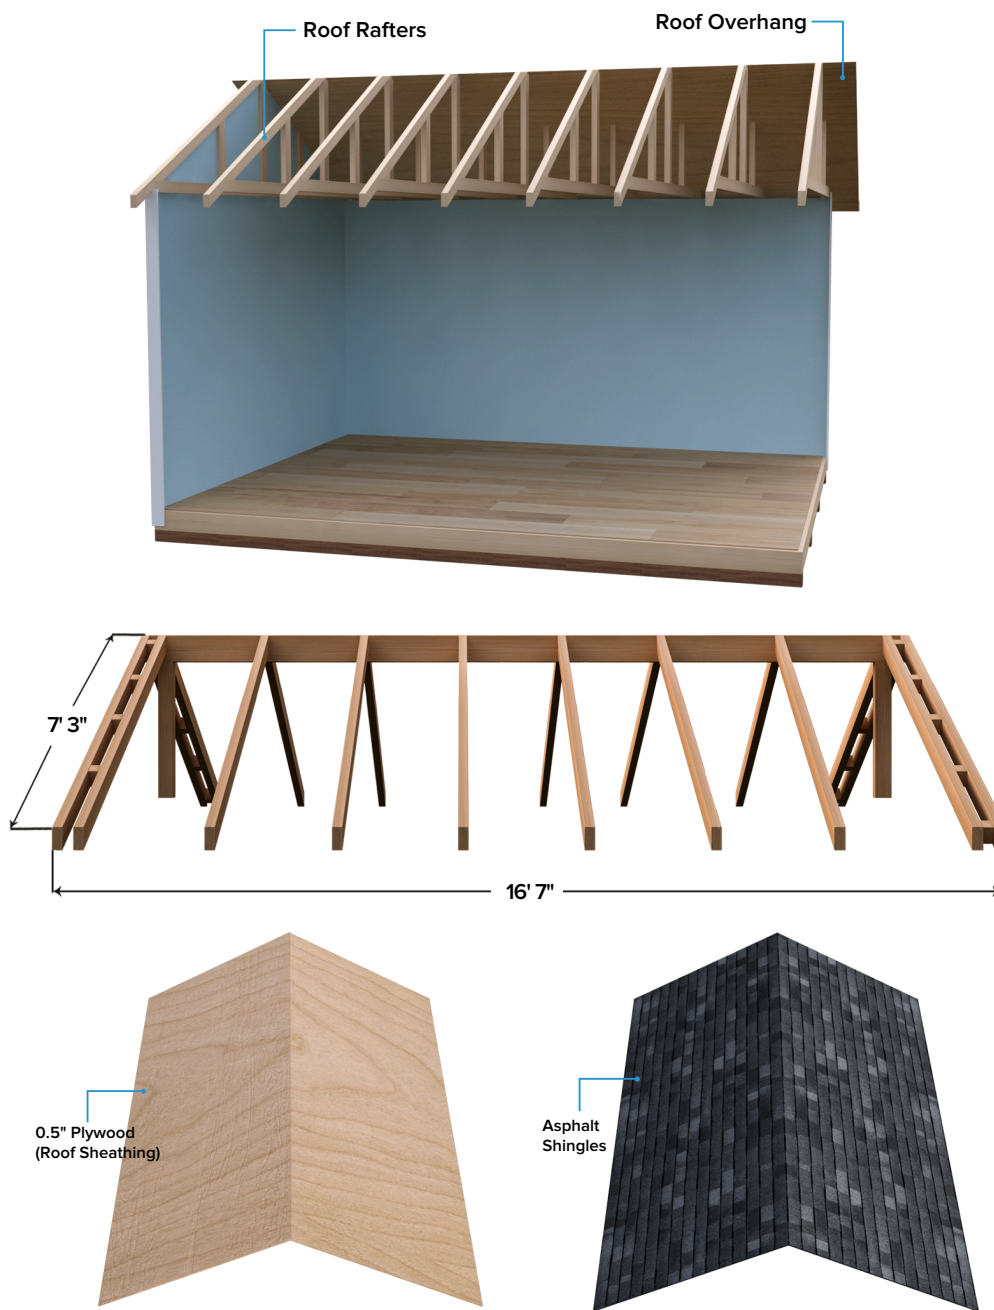 Roof Rafters
Roof Overhang
7' 3"
16' 7"
0.5" Plywood
(Roof Sheathing)
Asphalt
Shingles